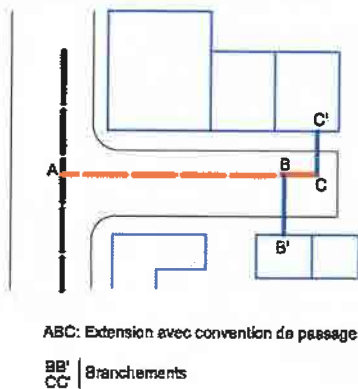 C'
A
B
C
B'
ABC: Extension avec convention de passage
BB'
CC'
Branchements